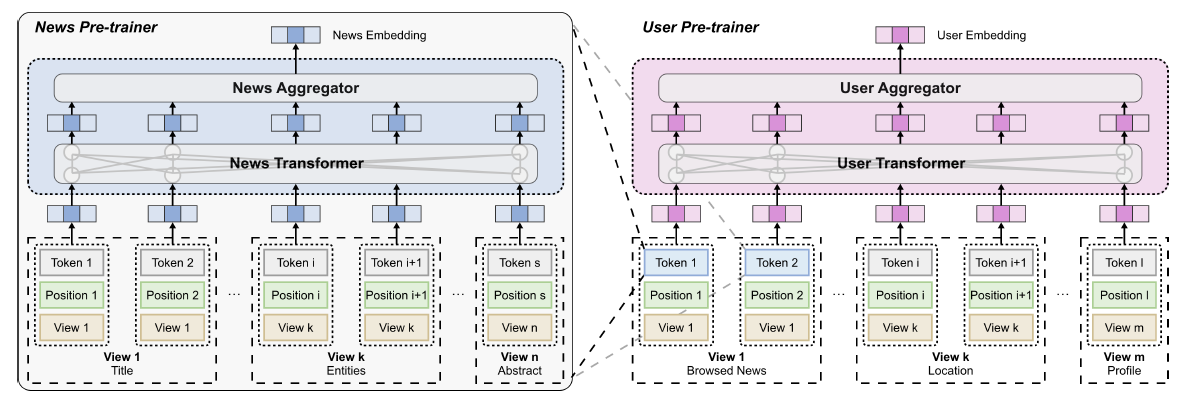 News Pre-trainer
News Embedding
News Aggregator
News Transformer
Token 1
Token 2
Token i
Token i+1
Token s
Position 1
Position 2
...
Position i
Position i+1
...
Position s
View 1
View 1
View k
View k
View n
View 1
Title
View k
Entities
View n
Abstract
User Pre-trainer
User Embedding
User Aggregator
User Transformer
Token 1
Token 2
Token i
Token i+1
Token l
Position 1
Position 2
...
Position i
Position i+1
...
Position l
View 1
View 1
View k
View k
View m
View 1
Browsed News
View k
Location
View m
Profile